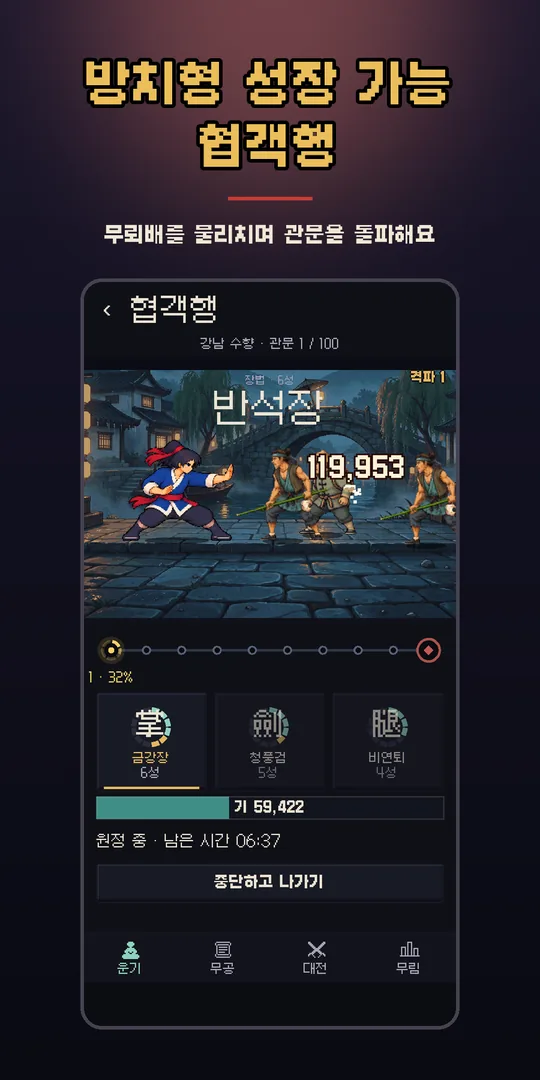 방치형 성장 가능
협객행
무뢰배를 물리치며 관문을 돌파해요
협객행
강남 수향 · 관문 1 / 100
장법 6성
격파 1
반석장
119,953
1 · 32%
掌 劍 腿
금강장 청풍검 비연퇴
6성 5성 4성
기 59,422
원정 중 · 남은 시간 06:37
중단하고 나가기
운기 무공 대전 무림